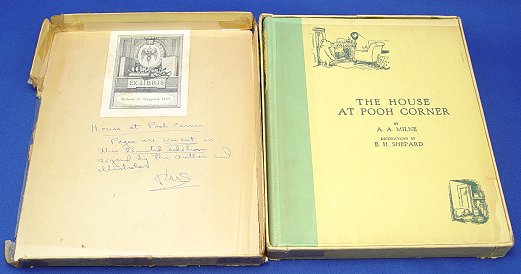 EX LIBRIS
House at Pooh Corner
Pages are uncut in
this limited edition
signed by the author and
illustrator
THE HOUSE
AT POOH CORNER
BY
A. A. MILNE
DECORATIONS BY
E. H. SHEPARD